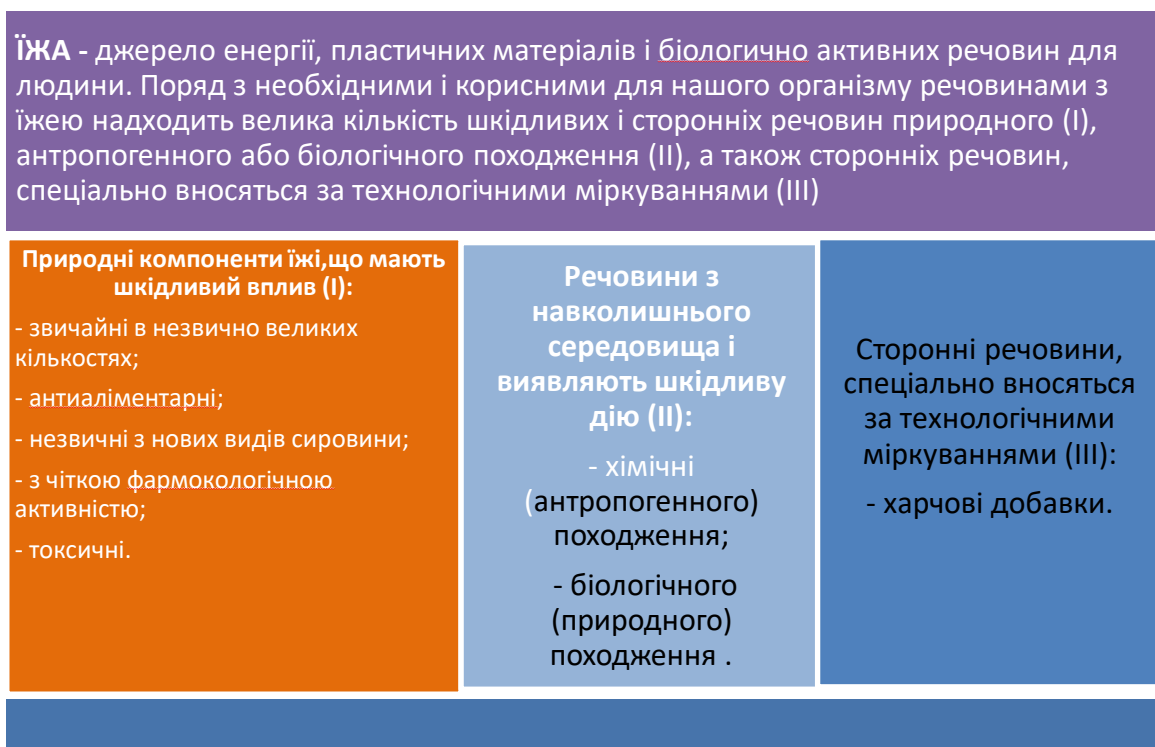 ЇЖА - джерело енергії, пластичних матеріалів і біологично активних речовин для
людини. Поряд з необхідними і корисними для нашого організму речовинами з
їжею надходить велика кількість шкідливих і сторонніх речовин природного (I),
антропогенного або біологічного походження (II), а також сторонніх речовин,
спеціально вносяться за технологічними міркуваннями (III)
Природні компоненти їжі,що мають
шкідливий вплив (I):
- звичайні в незвично великих
кількостях;
- антиаліментарні;
- незвичні з нових видів сировини;
- з чіткою фармокологічною
активністю;
- токсичні.
Речовини з
навколишнього
середовища і
виявляють шкідливу
дію (II):
- хімічні
(антропогенного)
походження;
- біологічного
(природного)
походження .
Сторонні речовини,
спеціально вносяться
за технологічними
міркуваннями (III):
- харчові добавки.